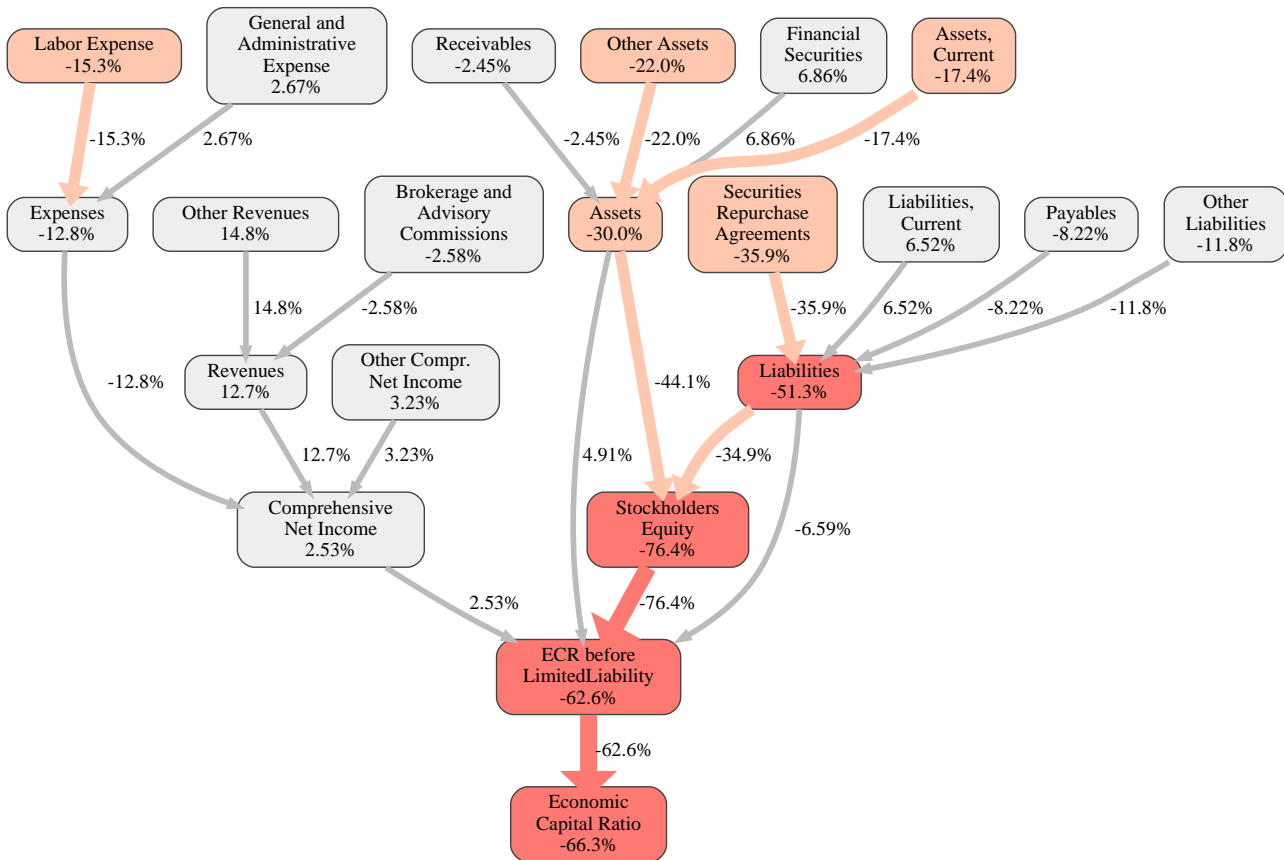 Labor Expense
-15.3%
General and
Administrative
Expense
2.67%
Receivables
-2.45%
Other Assets
-22.0%
Financial
Securities
6.86%
Assets,
Current
-17.4%
-15.3%
2.67%
-2.45%
-22.0%
6.86%
-17.4%
Expenses
-12.8%
Other Revenues
14.8%
Brokerage and
Advisory
Commissions
-2.58%
Assets
-30.0%
Securities
Repurchase
Agreements
-35.9%
Liabilities,
Current
6.52%
Payables
-8.22%
Other
Liabilities
-11.8%
14.8%
-2.58%
-35.9%
6.52%
-8.22%
-11.8%
-12.8%
Revenues
12.7%
Other Compr.
Net Income
3.23%
-44.1%
Liabilities
-51.3%
12.7%
3.23%
4.91%
-34.9%
Comprehensive
Net Income
2.53%
Stockholders
Equity
-76.4%
-6.59%
2.53%
-76.4%
ECR before
LimitedLiability
-62.6%
-62.6%
Economic
Capital Ratio
-66.3%